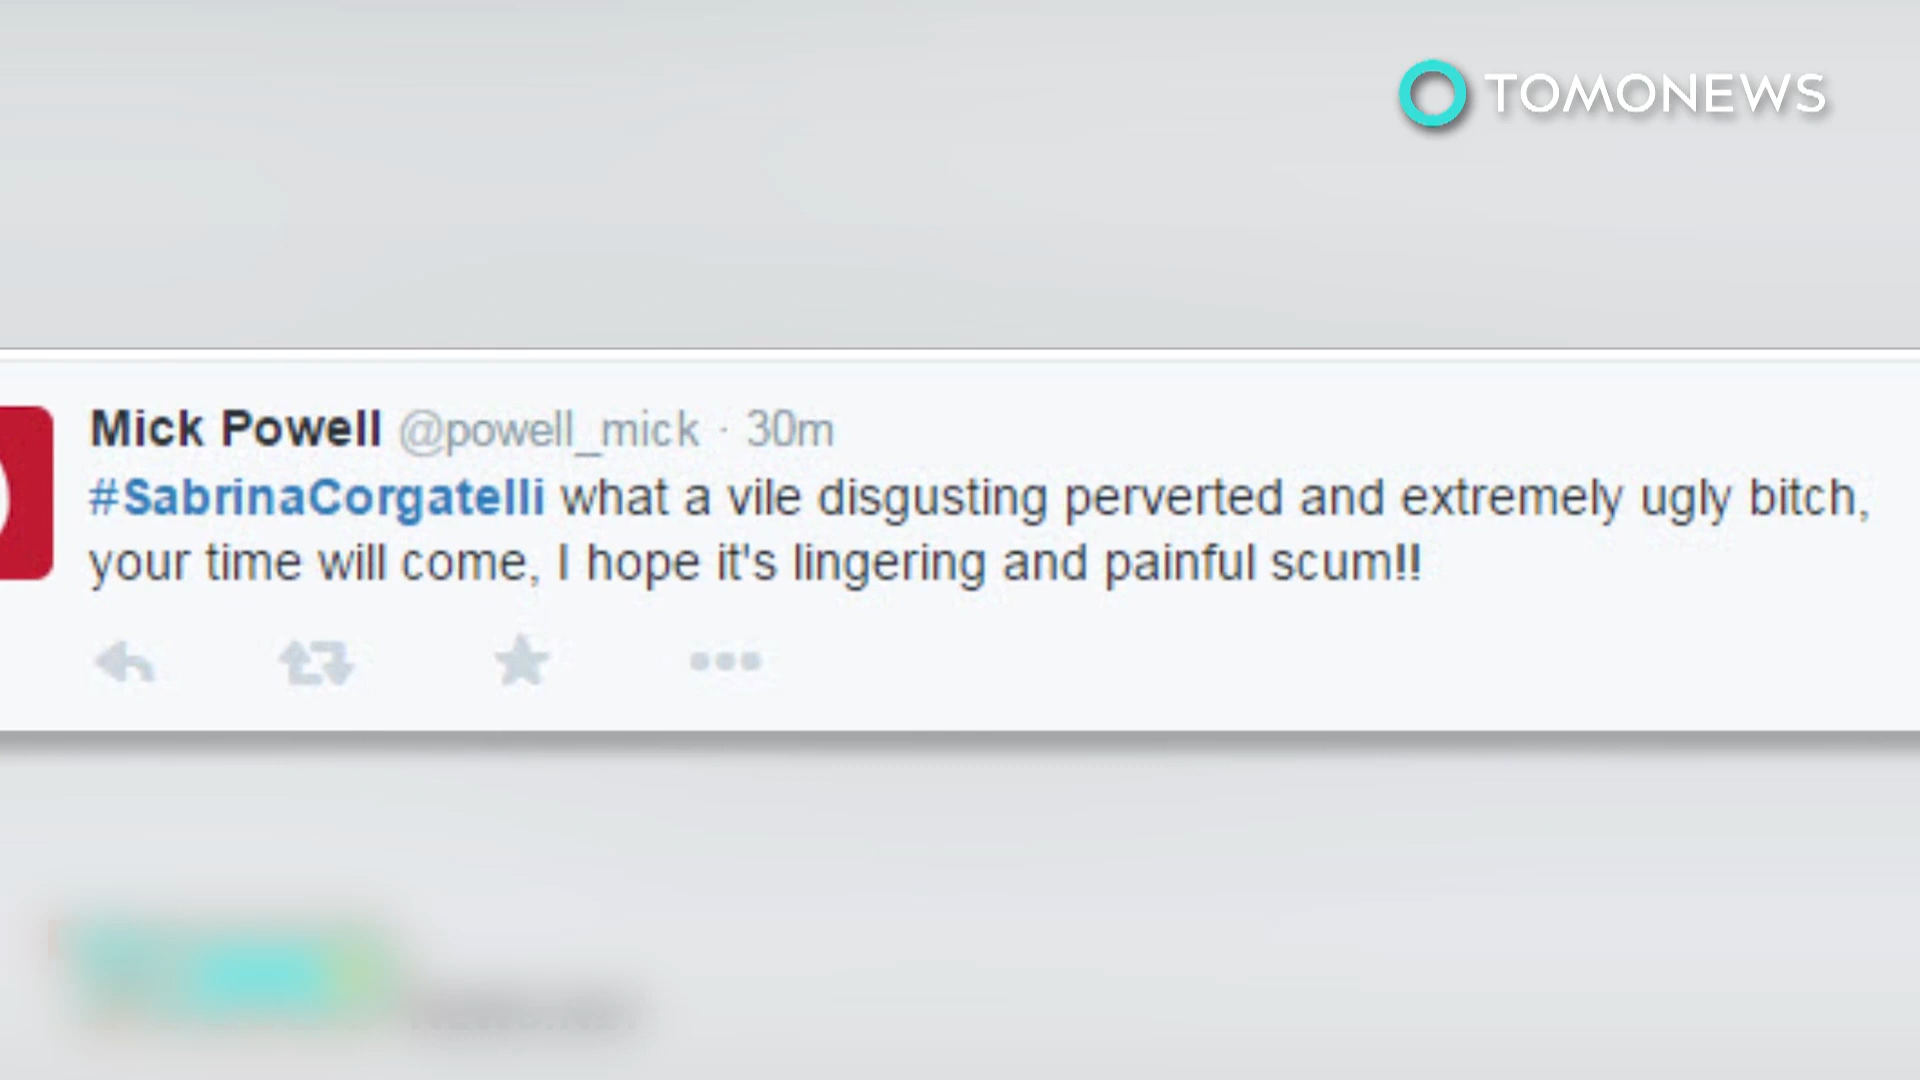 TOMONEWS
Mick Powell @powell_mick · 30m
#SabrinaCorgatelli what a vile disgusting perverted and extremely ugly bitch,
your time will come, I hope it's lingering and painful scum!!